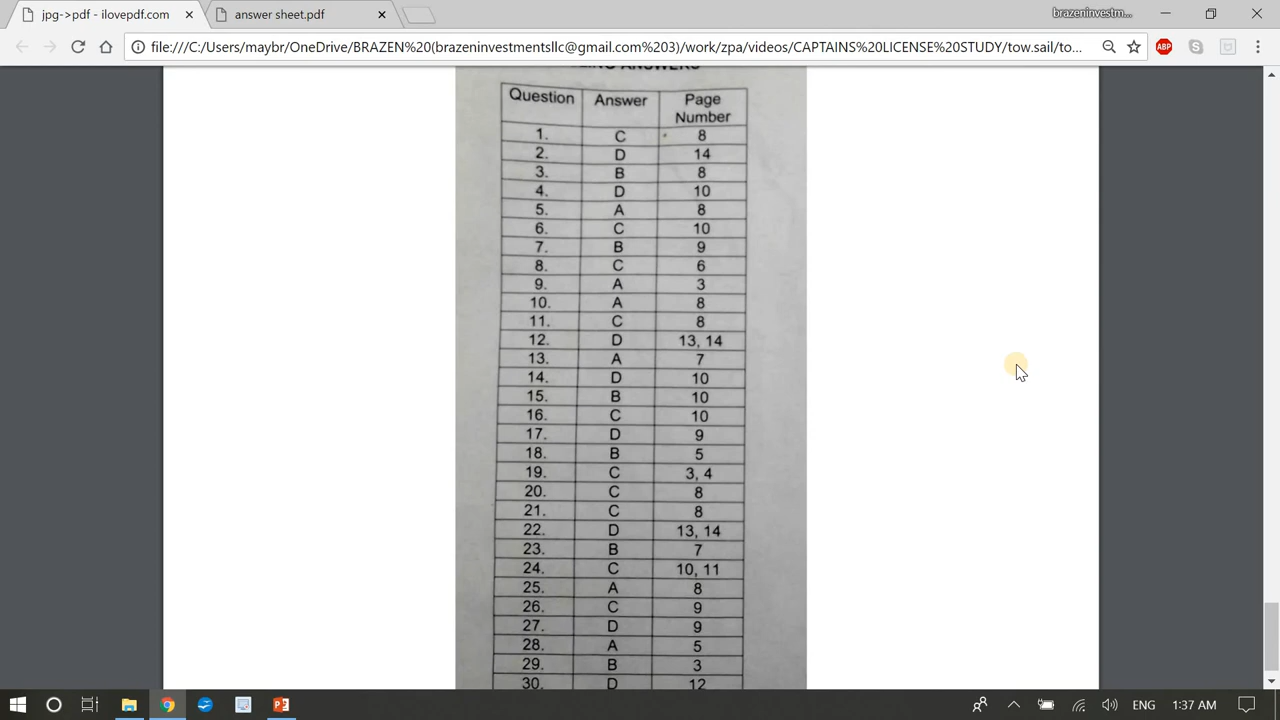 jpg->pdf - ilovepdf.com
answer sheet.pdf
brazeninvestm...
file:///C:/Users/maybr/OneDrive/BRAZEN%20(brazeninvestmentsllc@gmail.com%203)/work/zpa/videos/CAPTAINS%20LICENSE%20STUDY/tow.sail/to...
ABP
ANSWERS
Question Answer Page Number
1. C 8
2. D 14
3. B 8
4. D 10
5. A 8
6. C 10
7. B 9
8. C 6
9. A 3
10. A 8
11. C 8
12. D 13, 14
13. A 7
14. D 10
15. B 10
16. C 10
17. D 9
18. B 5
19. C 3, 4
20. C 8
21. C 8
22. D 13, 14
23. B 7
24. C 10, 11
25. A 8
26. C 9
27. D 9
28. A 5
29. B 3
30. D 12
ENG 1:37 AM